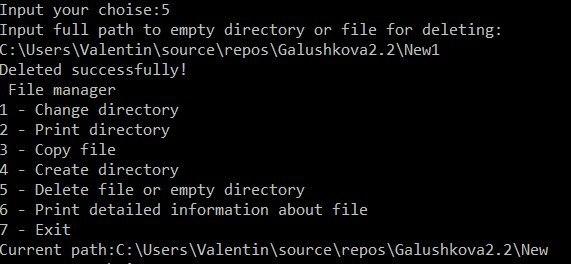 Input your choise:5
Input full path to empty directory or file for deleting:
C:\Users\Valentin\source\repos\Galushkova2.2\New1
Deleted successfully!
File manager
1 - Change directory
2 - Print directory
3 - Copy file
4 - Create directory
5 - Delete file or empty directory
6 - Print detailed information about file
7 - Exit
Current path:C:\Users\Valentin\source\repos\Galushkova2.2\New